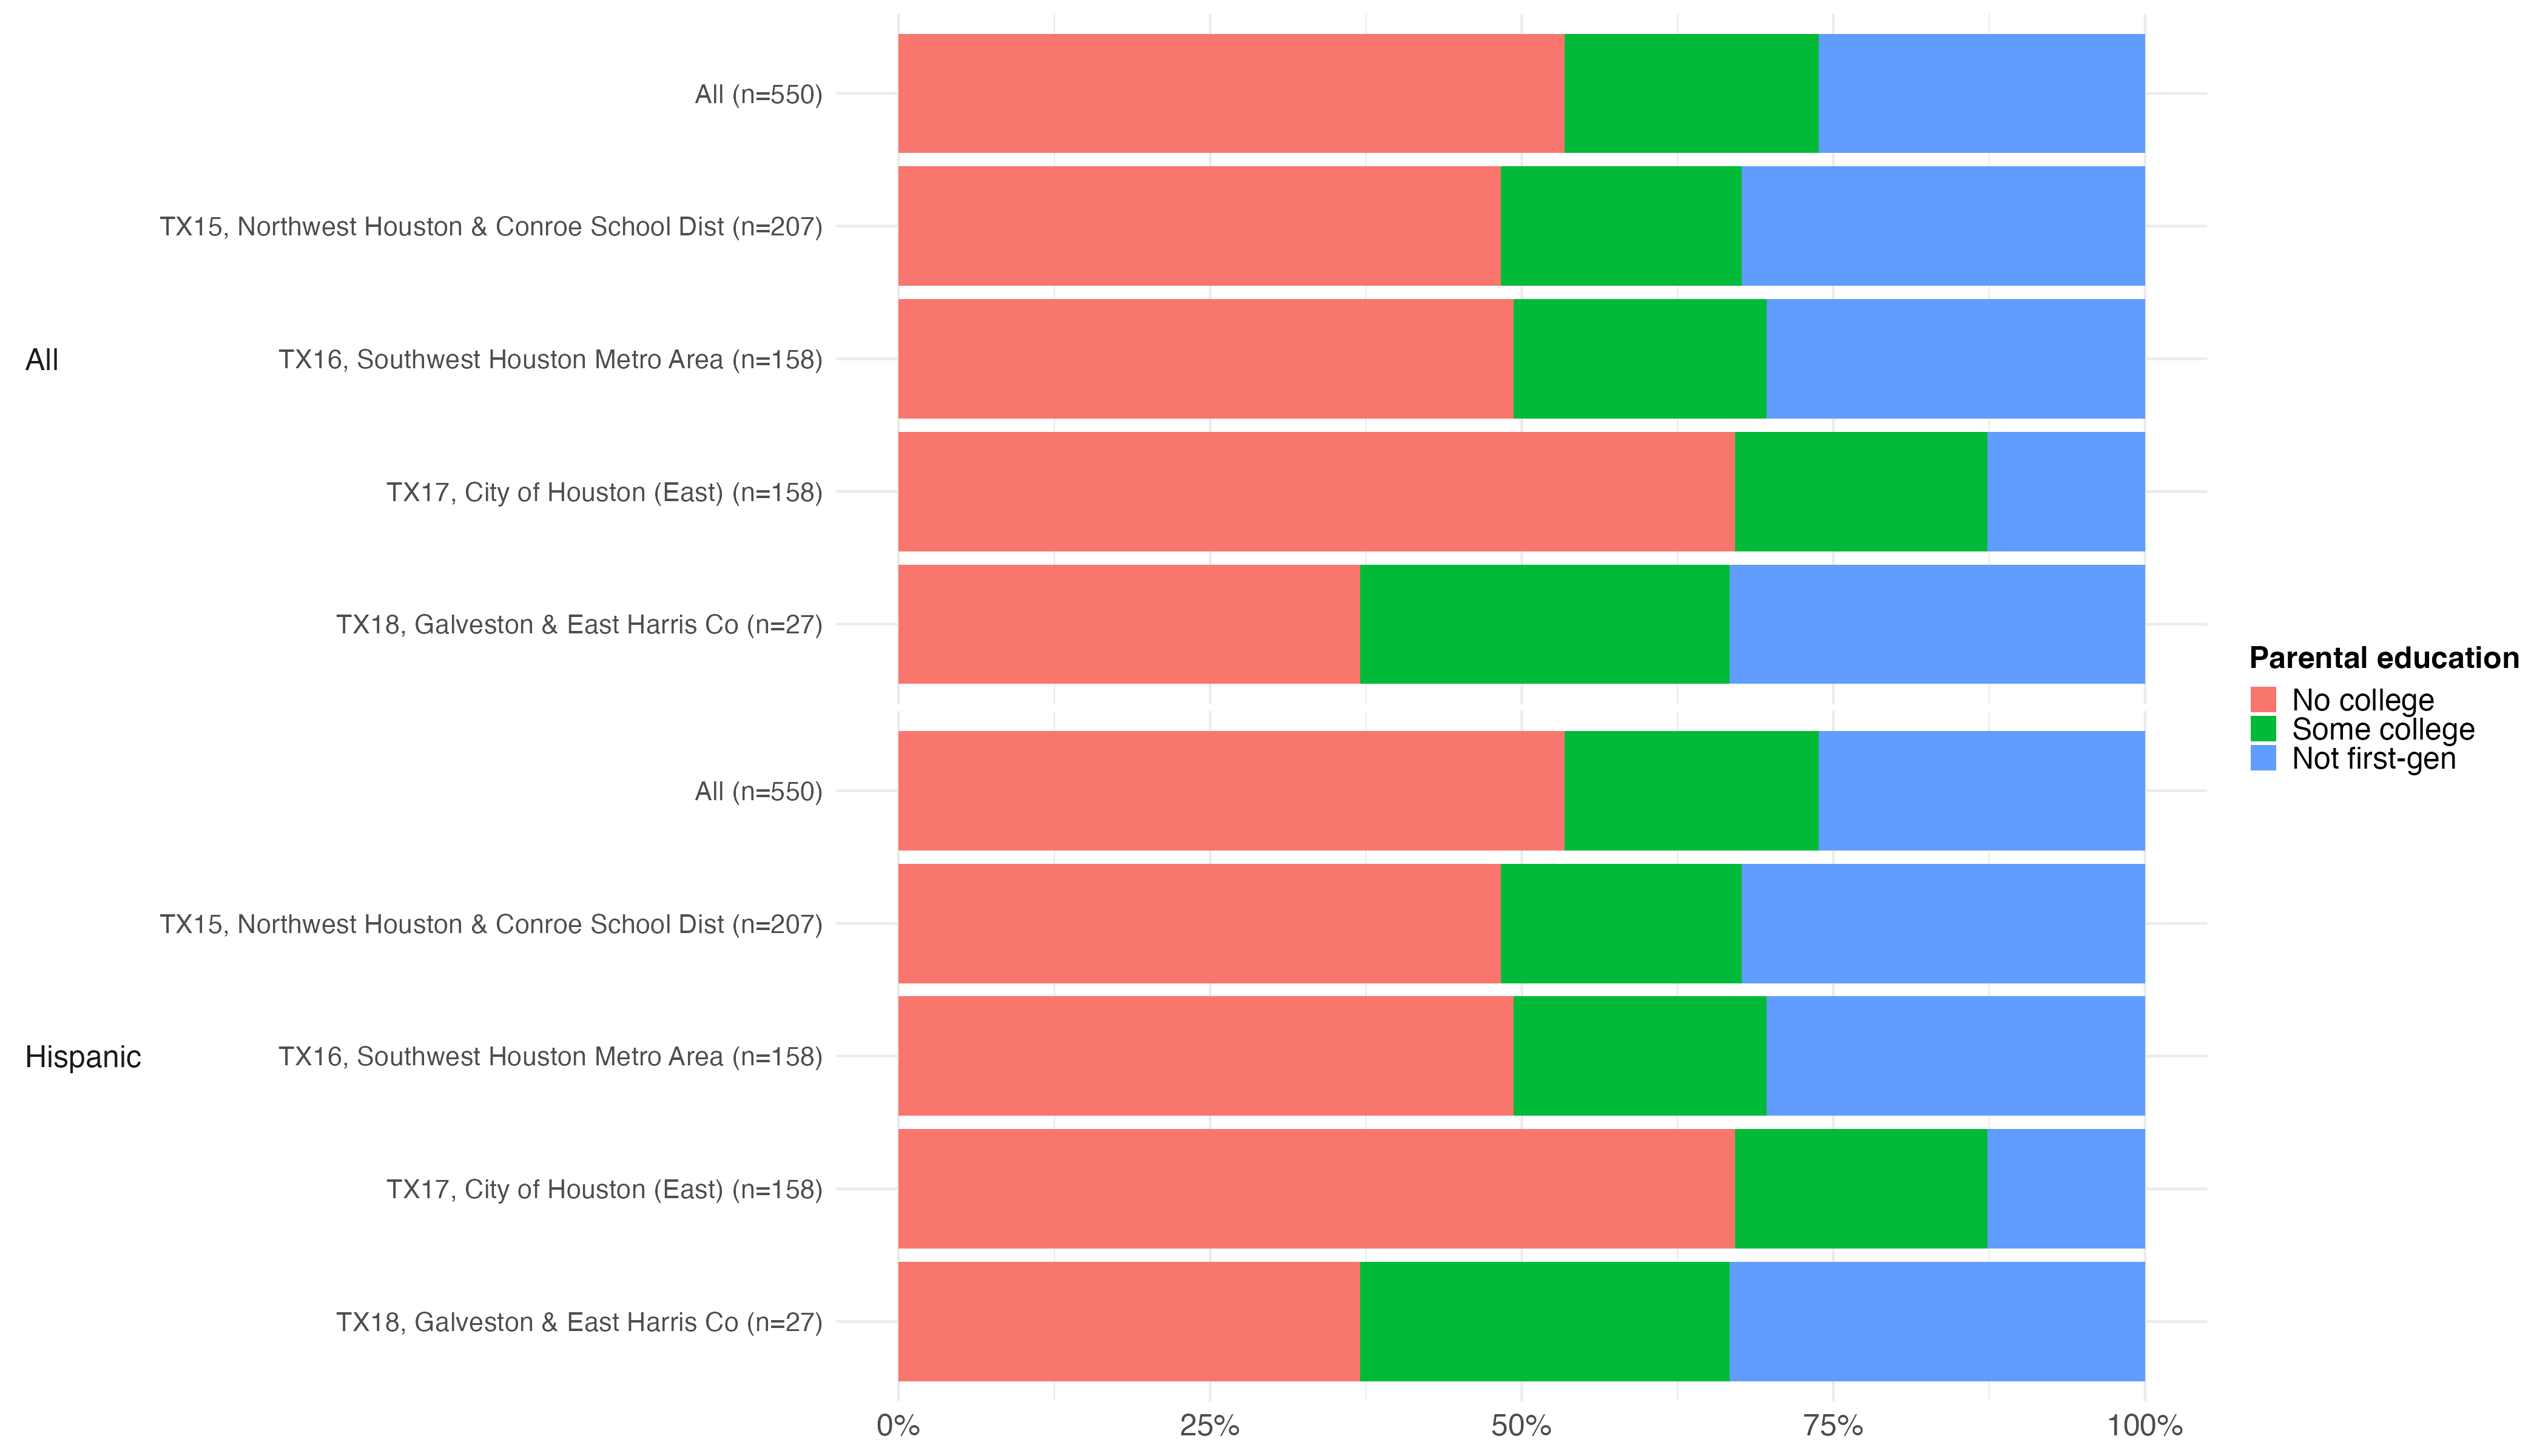 All
All (n=550)
TX15, Northwest Houston & Conroe School Dist (n=207)
TX16, Southwest Houston Metro Area (n=158)
TX17, City of Houston (East) (n=158)
TX18, Galveston & East Harris Co (n=27)
Hispanic
All (n=550)
TX15, Northwest Houston & Conroe School Dist (n=207)
TX16, Southwest Houston Metro Area (n=158)
TX17, City of Houston (East) (n=158)
TX18, Galveston & East Harris Co (n=27)
0% 25% 50% 75% 100%
Parental education
No college
Some college
Not first-gen